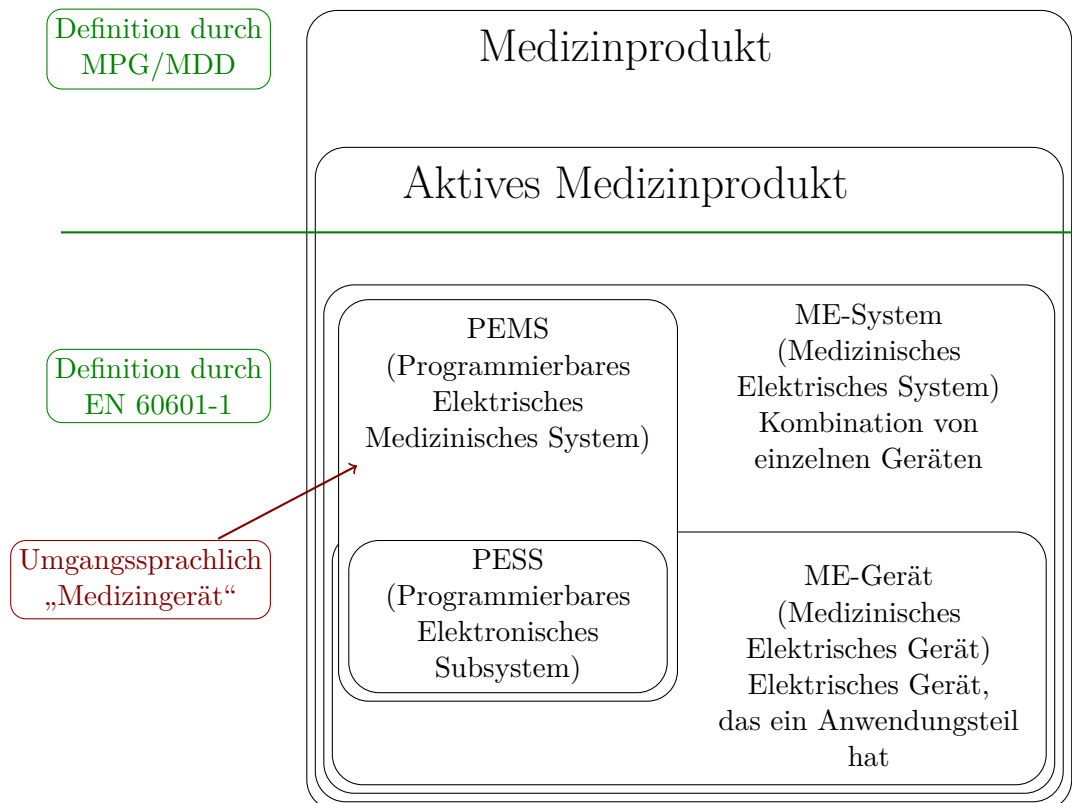 Definition durch
MPG/MDD
Medizinprodukt
Aktives Medizinprodukt
PEMS
(Programmierbares
Elektrisches
Medizinisches System)
ME-System
(Medizinisches
Elektrisches System)
Kombination von
einzelnen Geräten
Definition durch
EN 60601-1
Umgangssprachlich
„Medizingerät“
PESS
(Programmierbares
Elektronisches
Subsystem)
ME-Gerät
(Medizinisches
Elektrisches Gerät)
Elektrisches Gerät,
das ein Anwendungsteil
hat